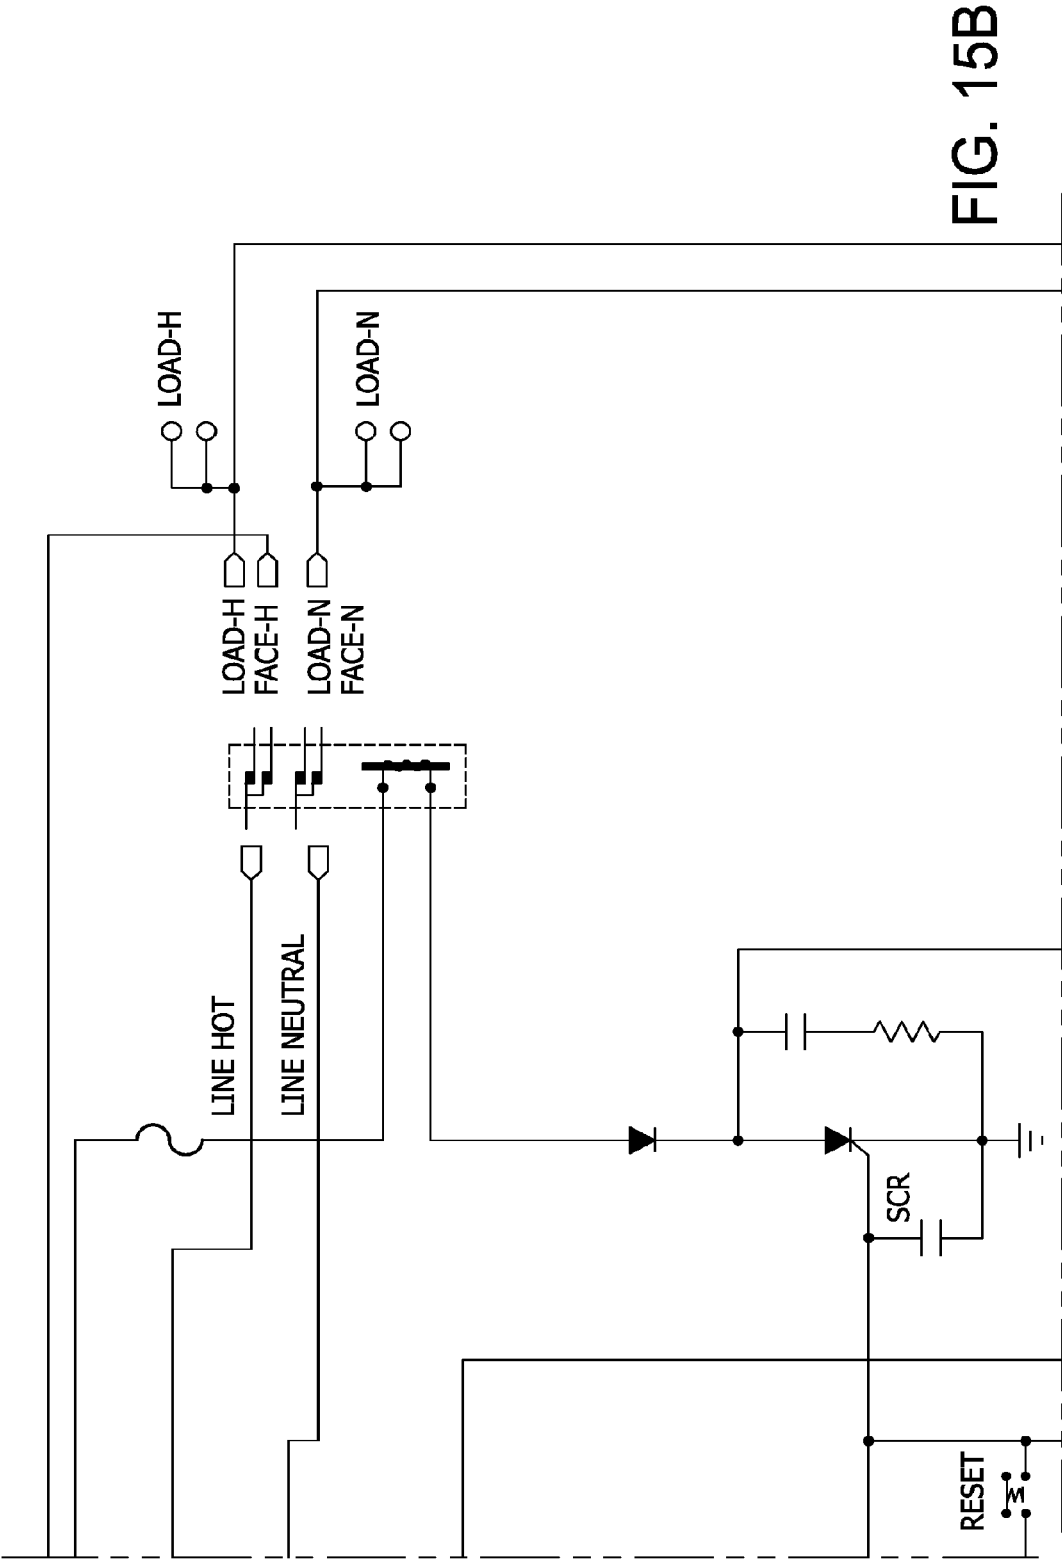 FIG. 15B
LOAD-H
LOAD-N
LOAD-H
FACE-H
LOAD-N
FACE-N
LINE HOT
LINE NEUTRAL
SCR
RESET